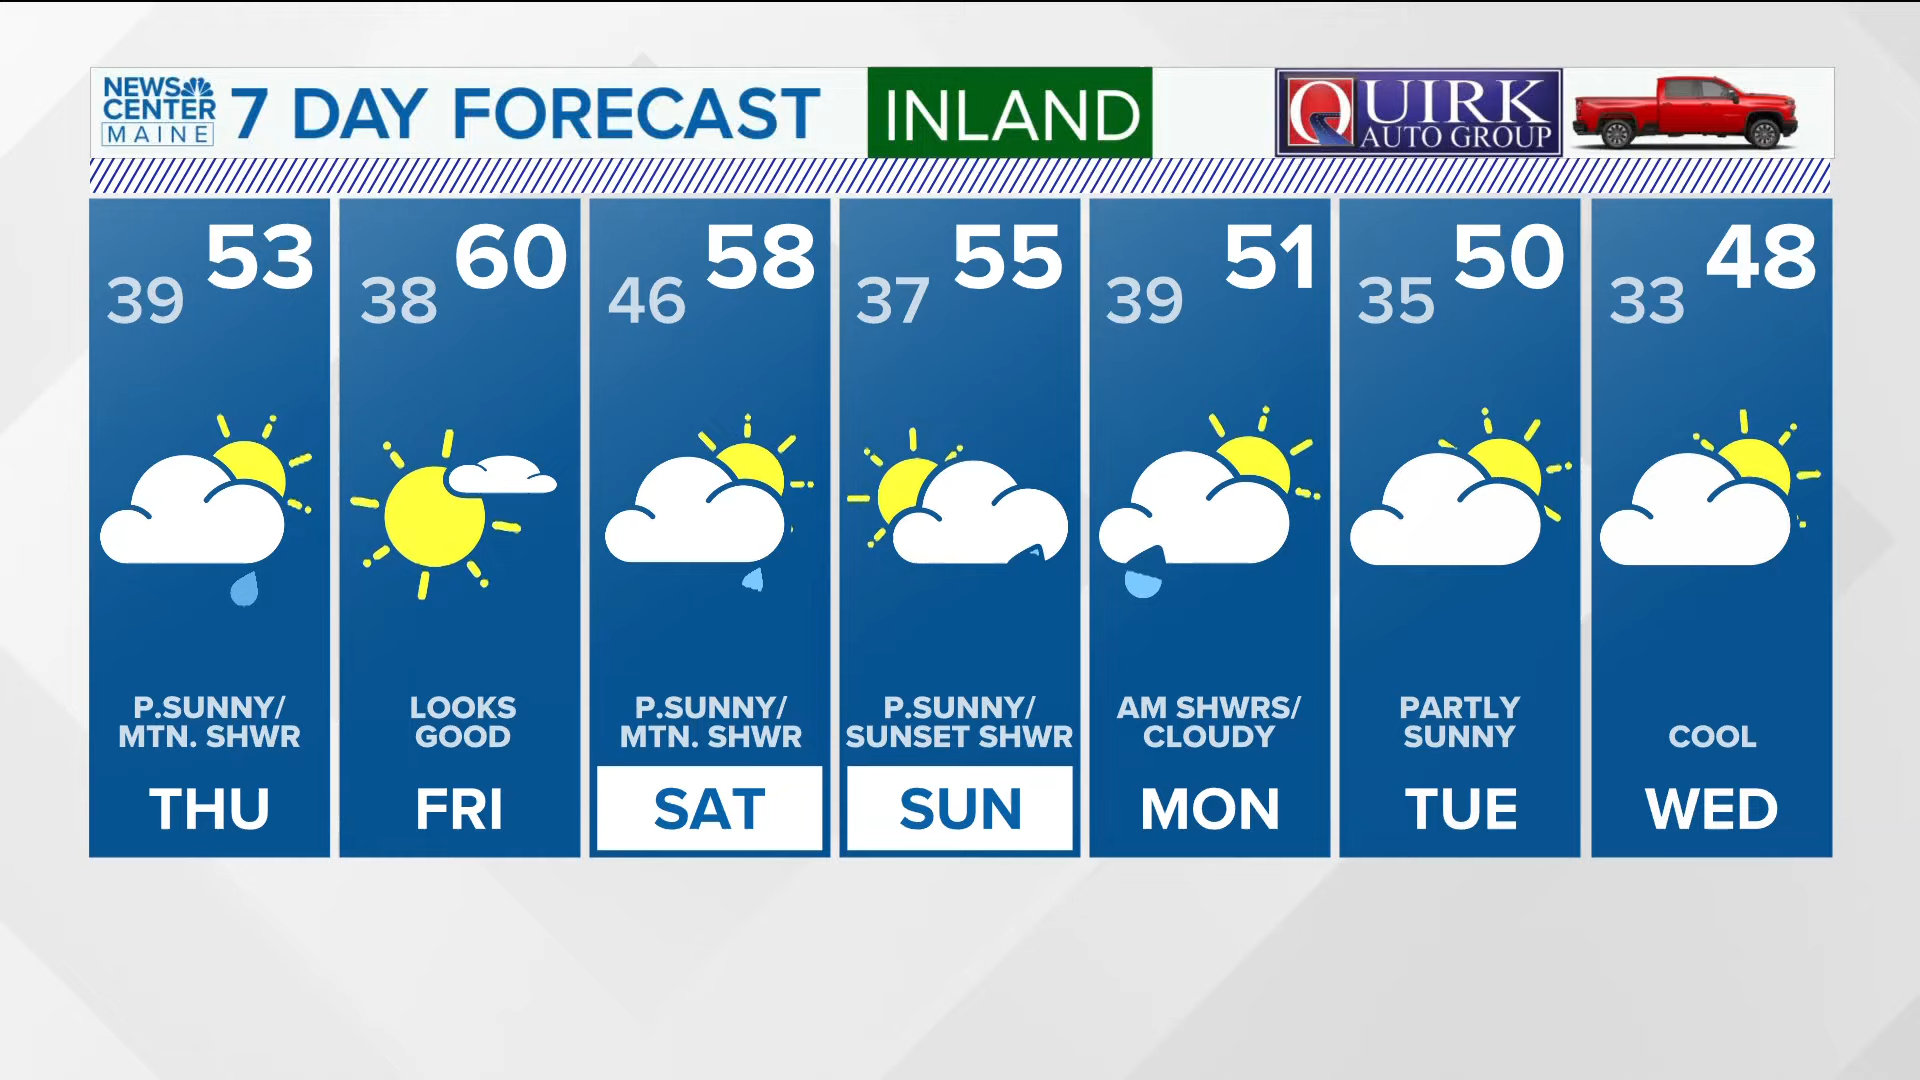 NEWS
CENTER
MAINE
7 DAY FORECAST
INLAND
QUIRK
AUTO GROUP
39 53
38 60
46 58
37 55
39 51
35 50
33 48
P.SUNNY/
MTN. SHWR
THU
LOOKS
GOOD
FRI
P.SUNNY/
MTN. SHWR
SAT
P.SUNNY/
SUNSET SHWR
SUN
AM SHWRS/
CLOUDY
MON
PARTLY
SUNNY
TUE
COOL
WED